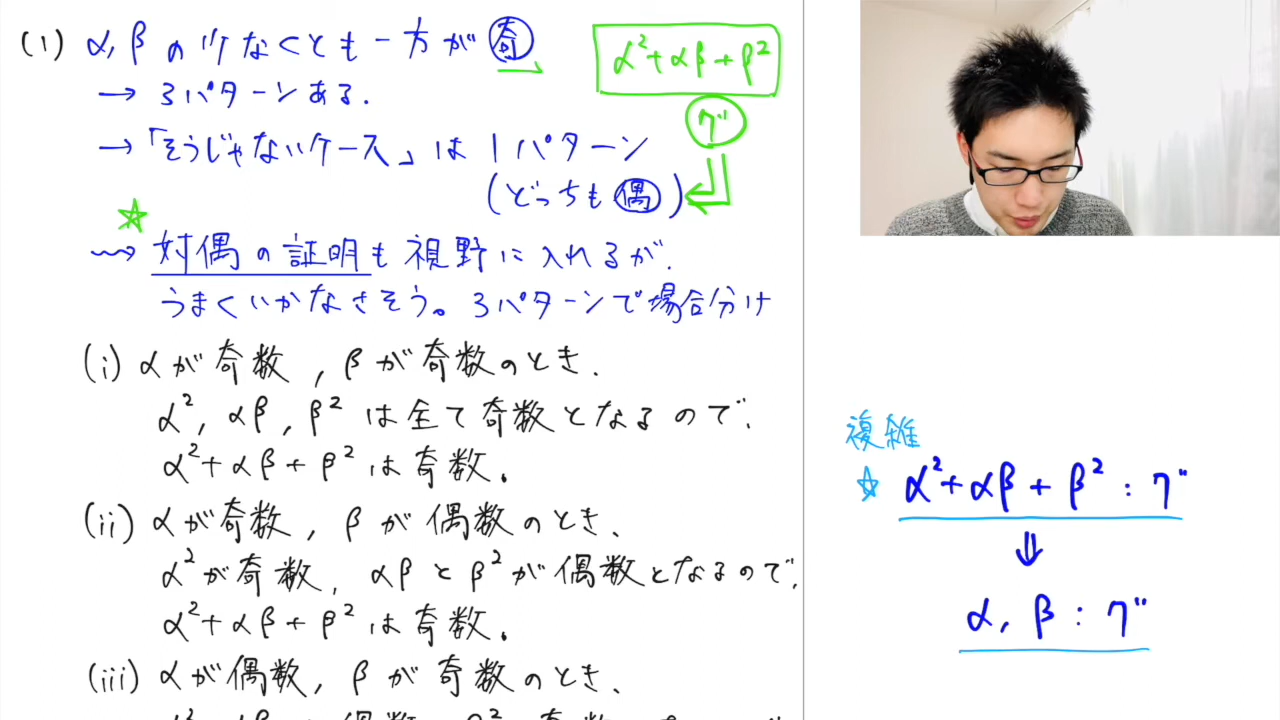 (1) α, β の少なくとも一方が奇
→ 3パターンある.
→「そうじゃないケース」は1パターン
(どっちも偶)
α²+αβ+β²
グ
☆
〰→ 対偶の証明も視野に入れるが.
うまくいかなさそう。3パターンで場合分け
(i) αが奇数, βが奇数のとき.
α², αβ, β²は全て奇数となるので.
α²+αβ+β²は奇数。
(ii) αが奇数, βが偶数のとき.
α²が奇数, αβとβ²が偶数となるので.
α²+αβ+β²は奇数。
(iii) αが偶数, βが奇数のとき.
複雑
☆ α²+αβ+β² : グ
⇓
α, β : グ